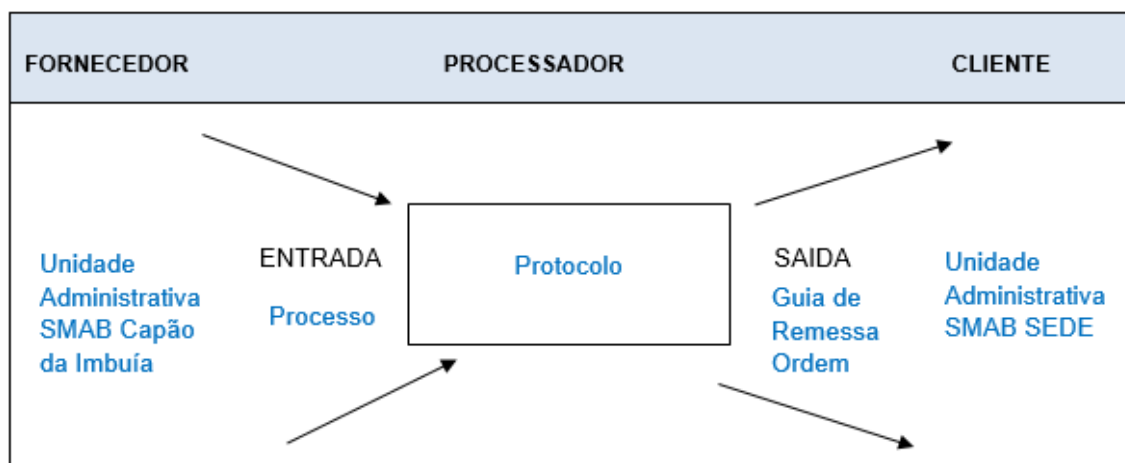 FORNECEDOR
PROCESSADOR
CLIENTE
Unidade
Administrativa
SMAB Capão
da Imbuía
ENTRADA
Processo
Protocolo
SAIDA
Guia de
Remessa
Ordem
Unidade
Administrativa
SMAB SEDE